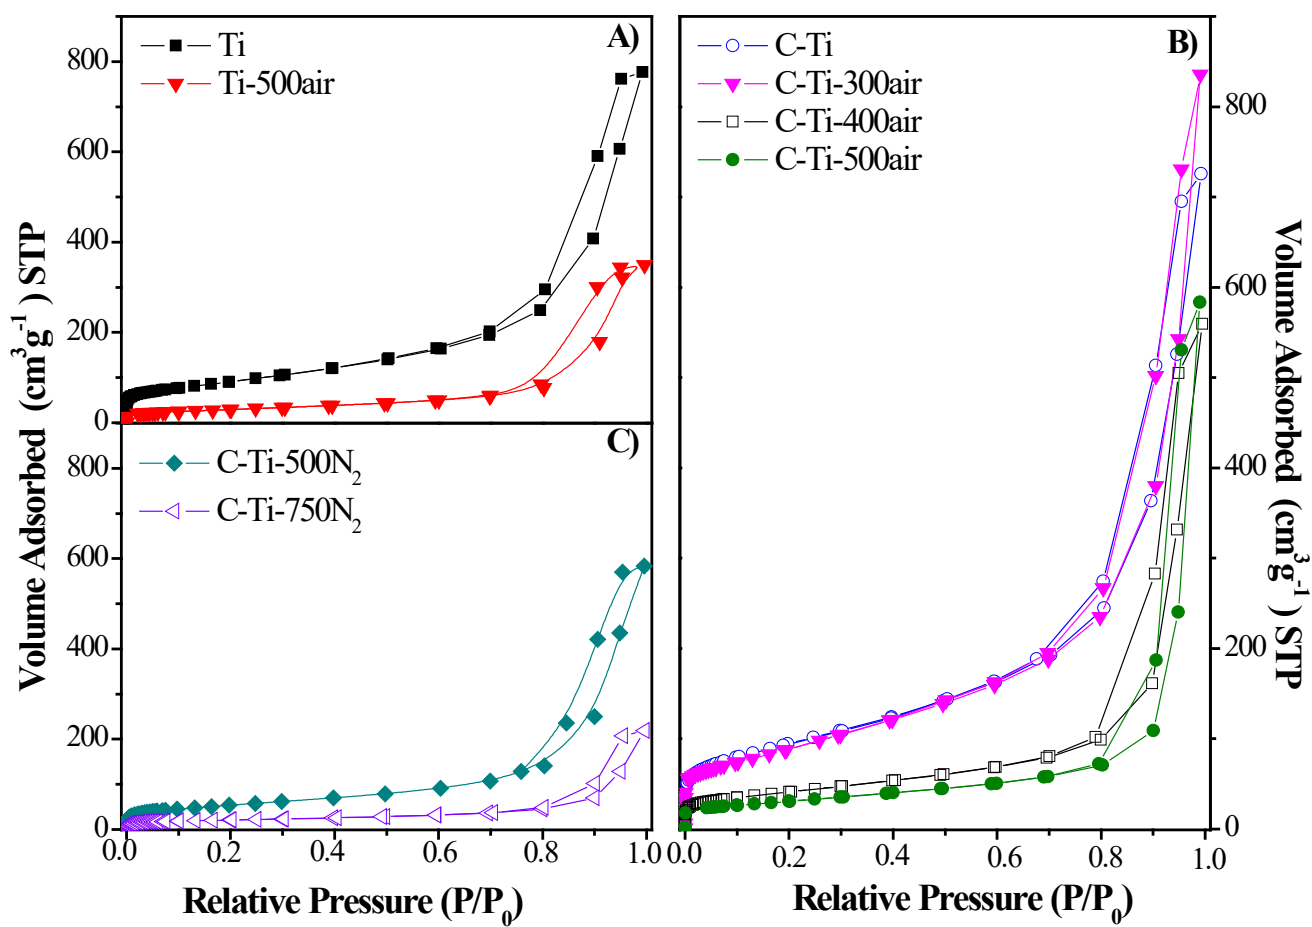 A)
Ti
Ti-500air
800
600
400
200
0
B)
C-Ti
C-Ti-300air
C-Ti-400air
C-Ti-500air
800
600
400
200
0
C)
C-Ti-500N₂
C-Ti-750N₂
800
600
400
200
0
Volume Adsorbed (cm³g⁻¹) STP
Volume Adsorbed (cm³g⁻¹) STP
0.0 0.2 0.4 0.6 0.8 1.0
0.0 0.2 0.4 0.6 0.8 1.0
Relative Pressure (P/P₀)
Relative Pressure (P/P₀)